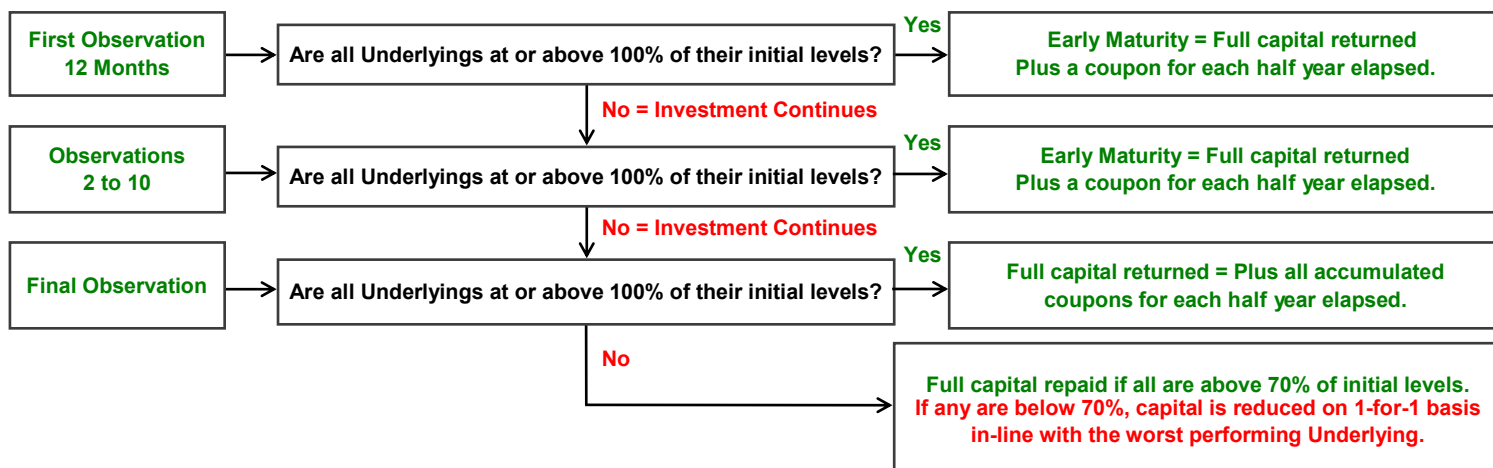 First Observation
12 Months
Are all Underlyings at or above 100% of their initial levels?
Yes
Early Maturity = Full capital returned
Plus a coupon for each half year elapsed.
No = Investment Continues
Observations
2 to 10
Are all Underlyings at or above 100% of their initial levels?
Yes
Early Maturity = Full capital returned
Plus a coupon for each half year elapsed.
No = Investment Continues
Final Observation
Are all Underlyings at or above 100% of their initial levels?
Yes
Full capital returned = Plus all accumulated
coupons for each half year elapsed.
No
Full capital repaid if all are above 70% of initial levels.
If any are below 70%, capital is reduced on 1-for-1 basis
in-line with the worst performing Underlying.